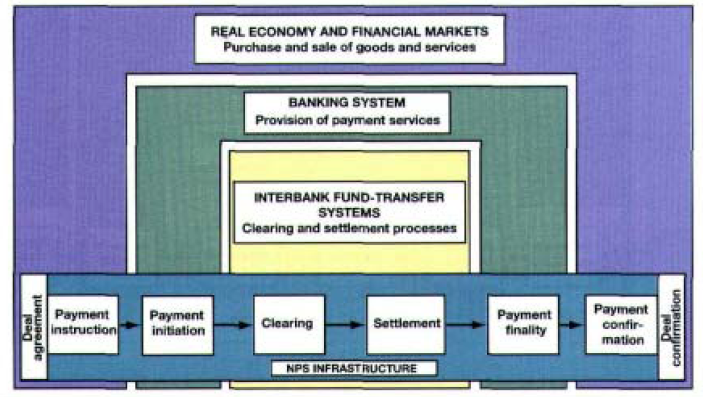 REAL ECONOMY AND FINANCIAL MARKETS
Purchase and sale of goods and services
BANKING SYSTEM
Provision of payment services
INTERBANK FUND-TRANSFER
SYSTEMS
Clearing and settlement processes
Deal
agreement
Payment
instruction
Payment
initiation
Clearing
Settlement
Payment
finality
Payment
confir-
mation
Deal
confirmation
NPS INFRASTRUCTURE